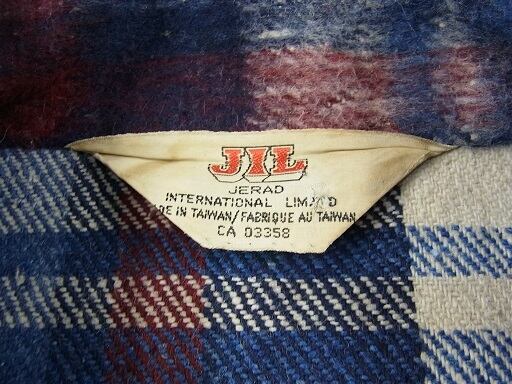 JIL
JERAD
INTERNATIONAL LIMITED
DE IN TAIWAN/FABRIQUE AU TAIWAN
CA 03358